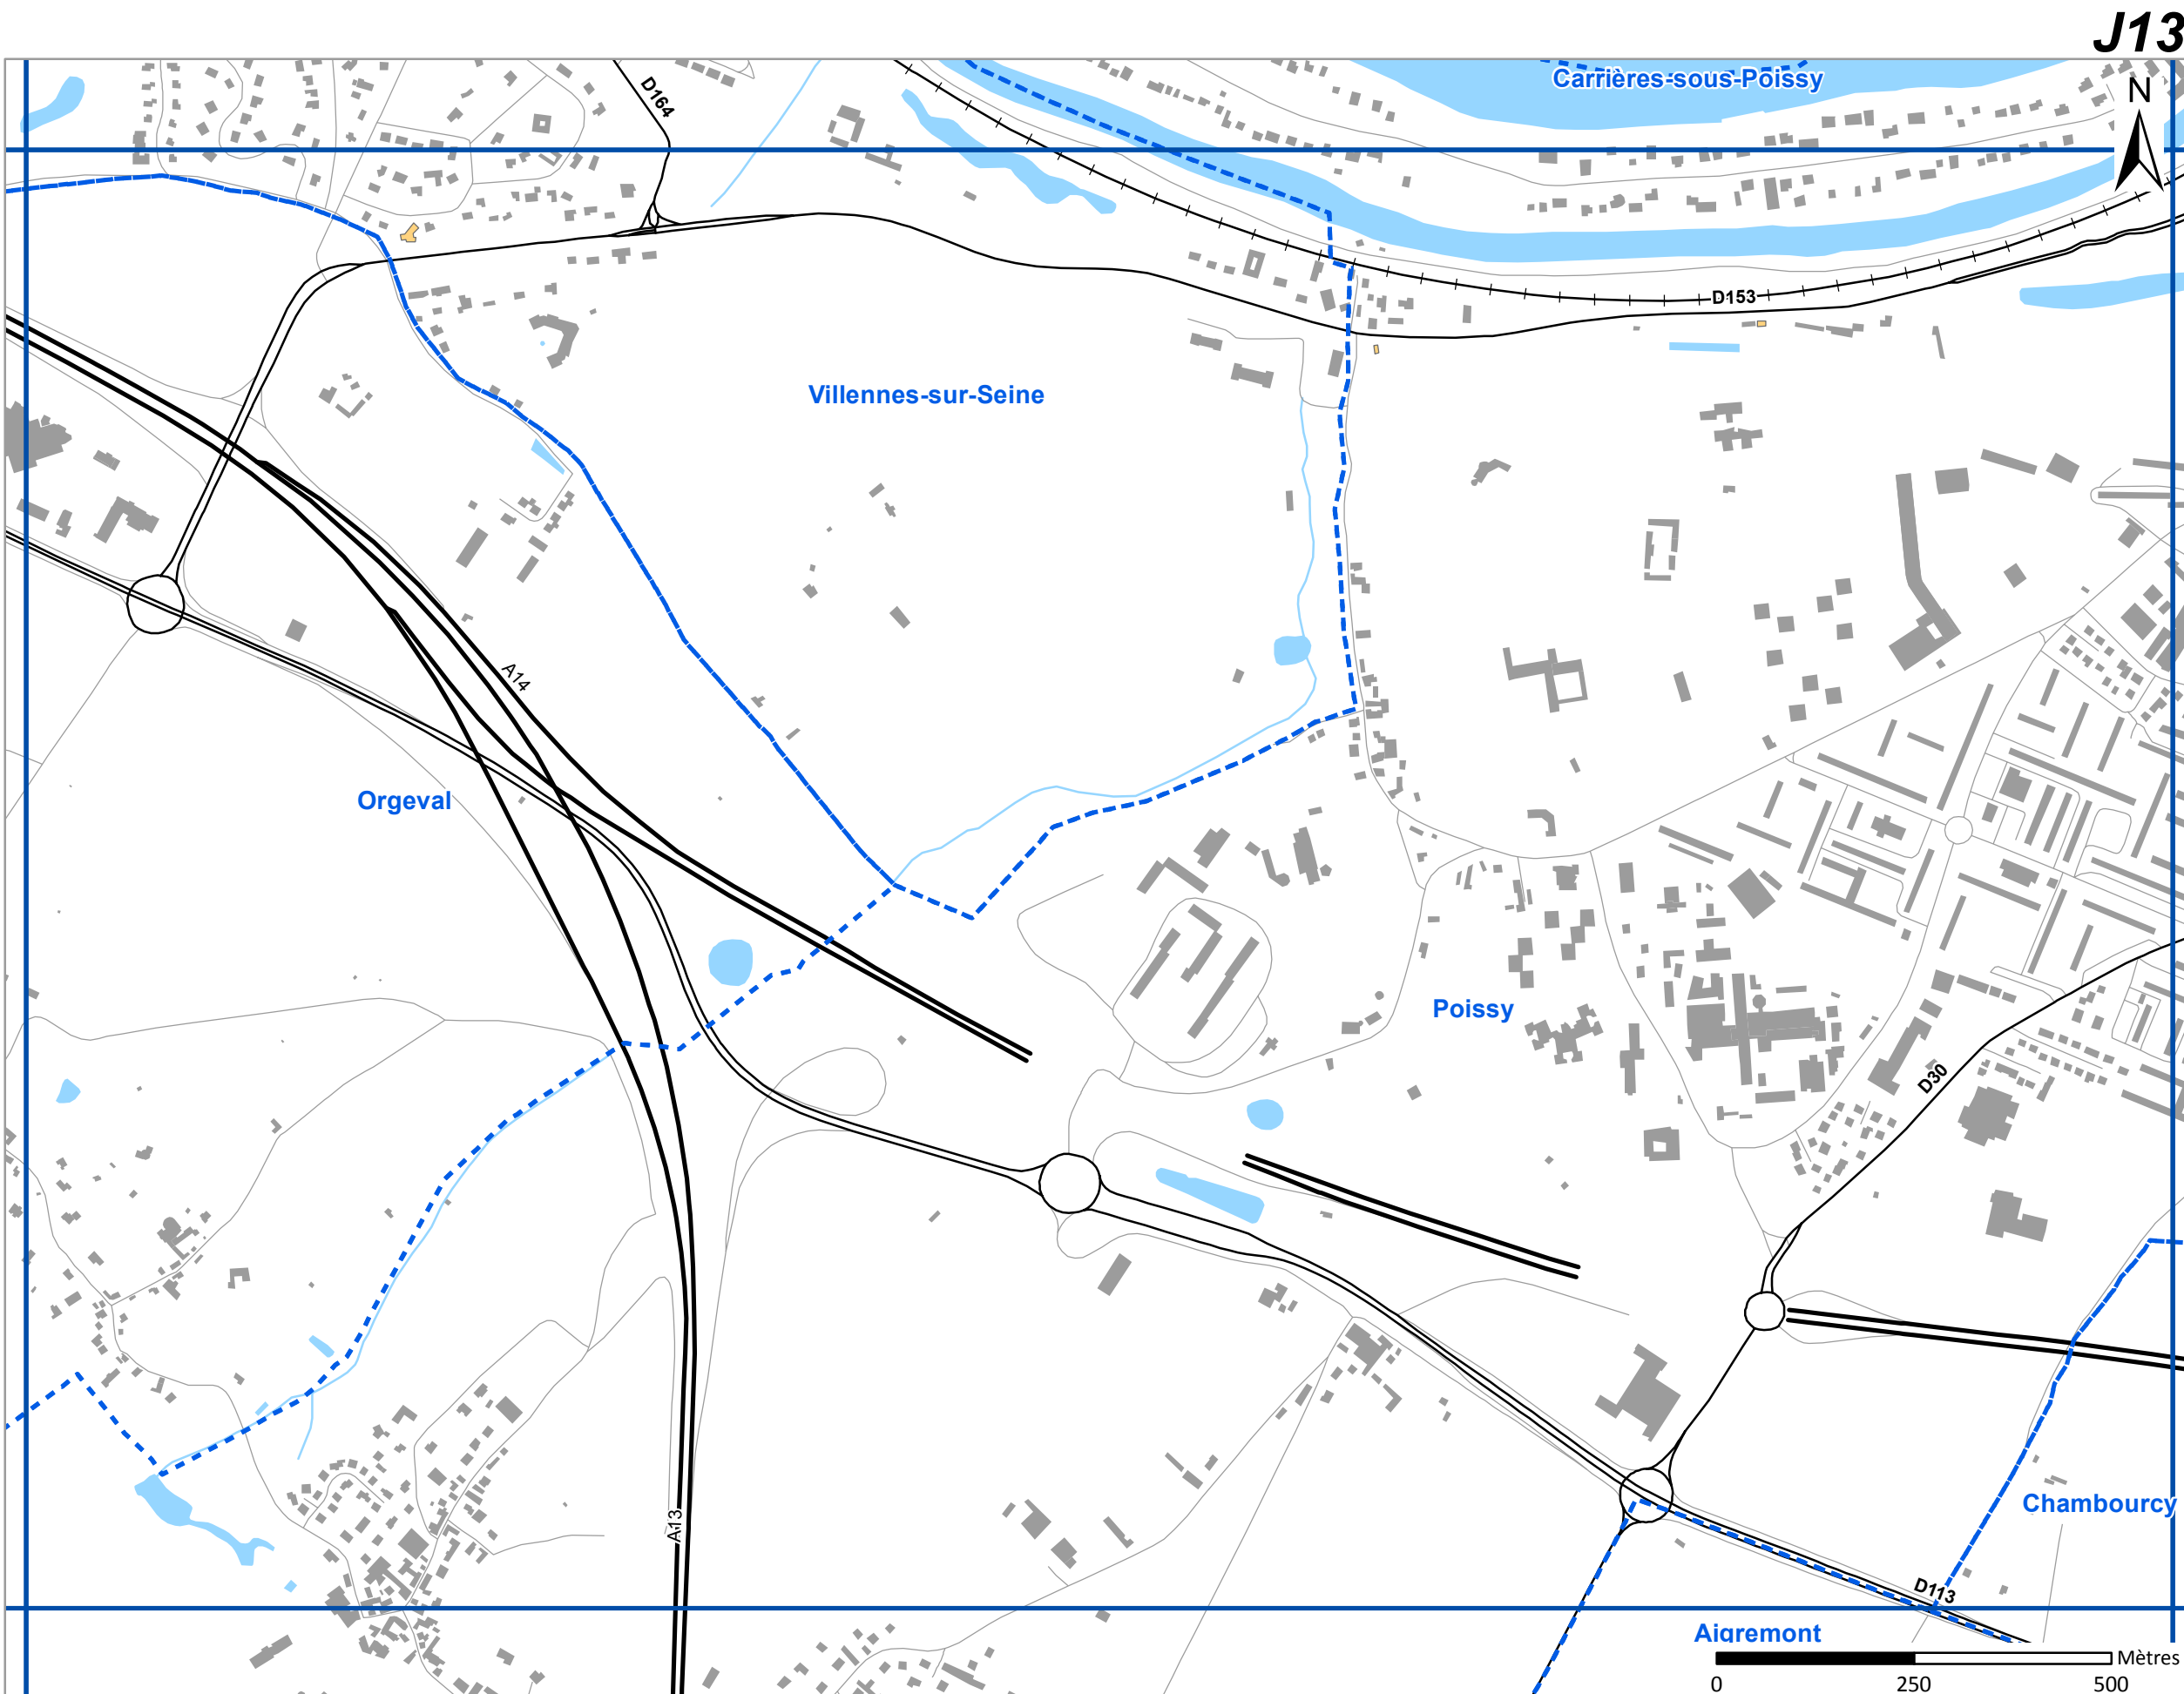 J13
Carrières-sous-Poissy
N
D164
D153
Villennes-sur-Seine
A14
Orgeval
Poissy
D30
Chambourcy
A13
D113
Aigremont
Mètres
0 250 500